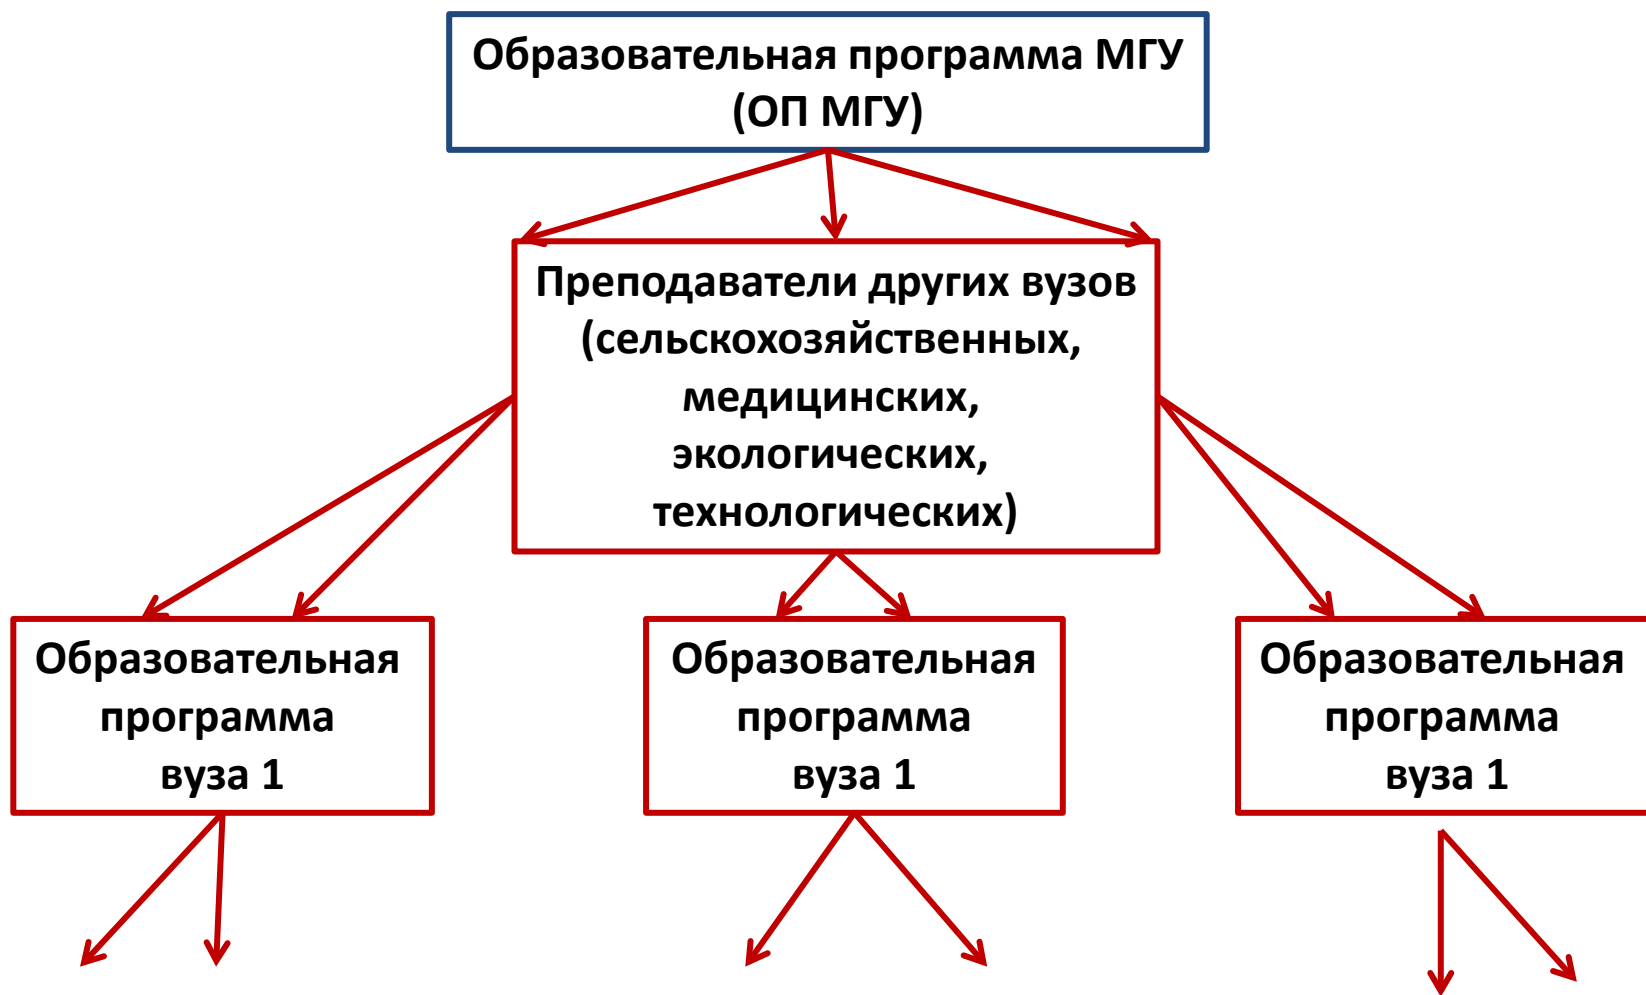 Образовательная программа МГУ
(ОП МГУ)
Преподаватели других вузов
(сельскохозяйственных,
медицинских,
экологических,
технологических)
Образовательная
программа
вуза 1
Образовательная
программа
вуза 1
Образовательная
программа
вуза 1